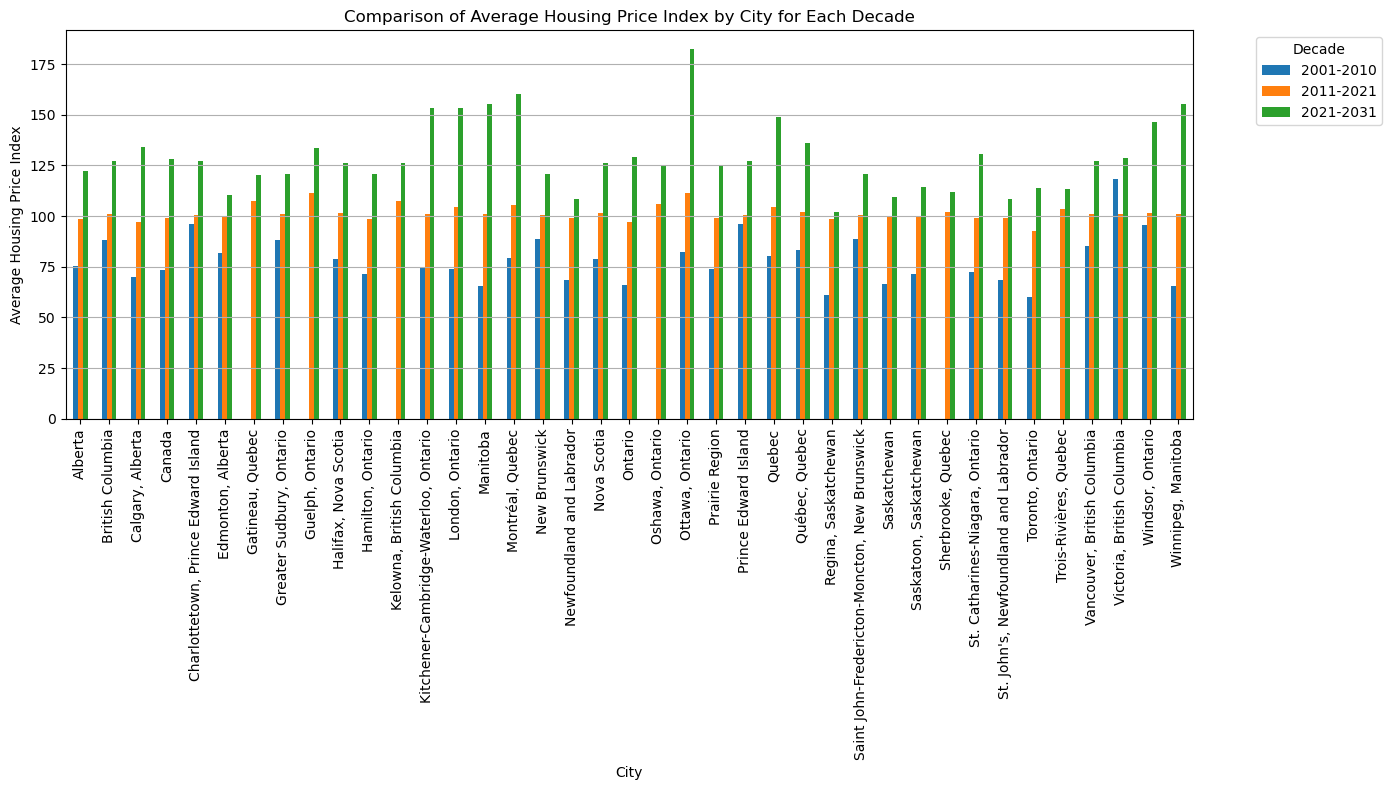 Comparison of Average Housing Price Index by City for Each Decade
Average Housing Price Index
175
150
125
100
75
50
25
0
Decade
2001-2010
2011-2021
2021-2031
Alberta
British Columbia
Calgary, Alberta
Canada
Charlottetown, Prince Edward Island
Edmonton, Alberta
Gatineau, Quebec
Greater Sudbury, Ontario
Guelph, Ontario
Halifax, Nova Scotia
Hamilton, Ontario
Kelowna, British Columbia
Kitchener-Cambridge-Waterloo, Ontario
London, Ontario
Manitoba
Montréal, Quebec
New Brunswick
Newfoundland and Labrador
Nova Scotia
Ontario
Oshawa, Ontario
Ottawa, Ontario
Prairie Region
Prince Edward Island
Quebec
Québec, Quebec
Regina, Saskatchewan
Saint John-Fredericton-Moncton, New Brunswick
Saskatchewan
Saskatoon, Saskatchewan
Sherbrooke, Quebec
St. Catharines-Niagara, Ontario
St. John's, Newfoundland and Labrador
Toronto, Ontario
Trois-Rivières, Quebec
Vancouver, British Columbia
Victoria, British Columbia
Windsor, Ontario
Winnipeg, Manitoba
City